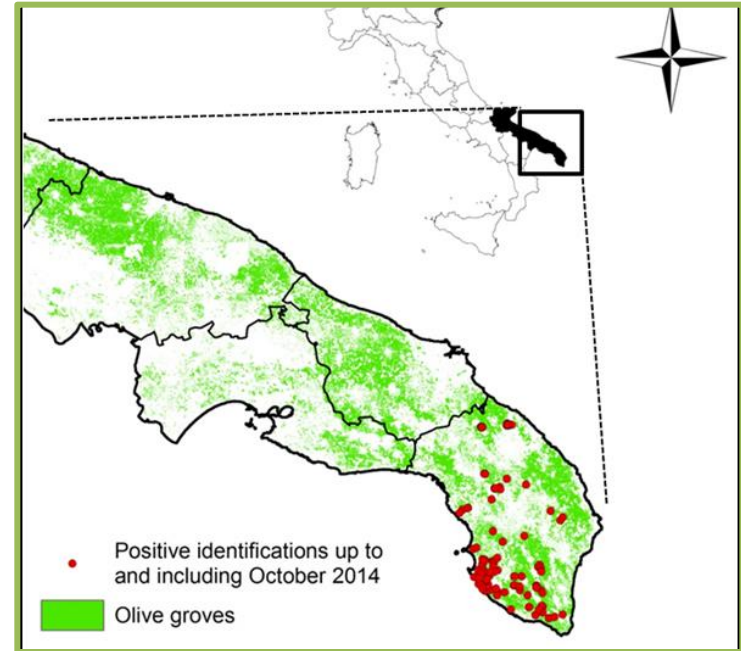 Positive identifications up to
and including October 2014
Olive groves